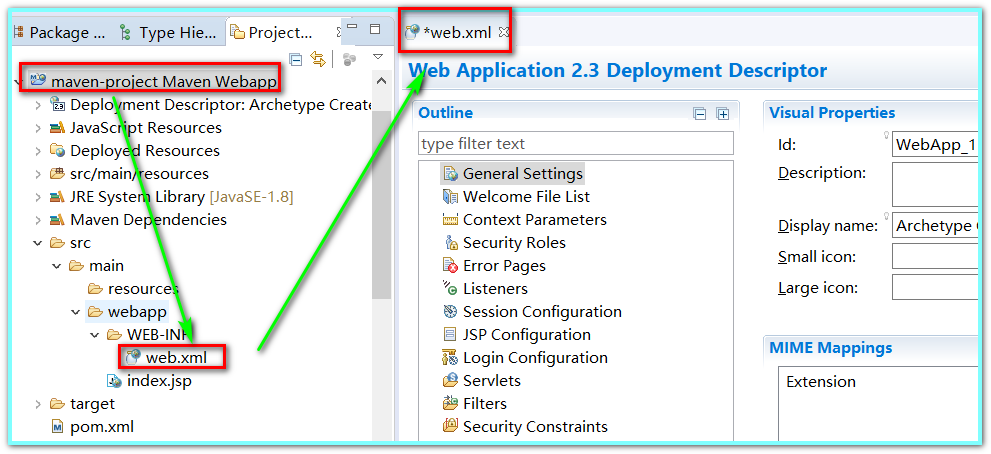 Package ...
Type Hie...
Project...
maven-project Maven Webapp
Deployment Descriptor: Archetype Create
JavaScript Resources
Deployed Resources
src/main/resources
JRE System Library [JavaSE-1.8]
Maven Dependencies
src
main
resources
webapp
WEB-INF
web.xml
index.jsp
target
pom.xml
*web.xml
Web Application 2.3 Deployment Descriptor
Outline
type filter text
General Settings
Welcome File List
Context Parameters
Security Roles
Error Pages
Listeners
Session Configuration
JSP Configuration
Login Configuration
Servlets
Filters
Security Constraints
Visual Properties
Id:
WebApp_1
Description:
Display name:
Archetype
Small icon:
Large icon:
MIME Mappings
Extension